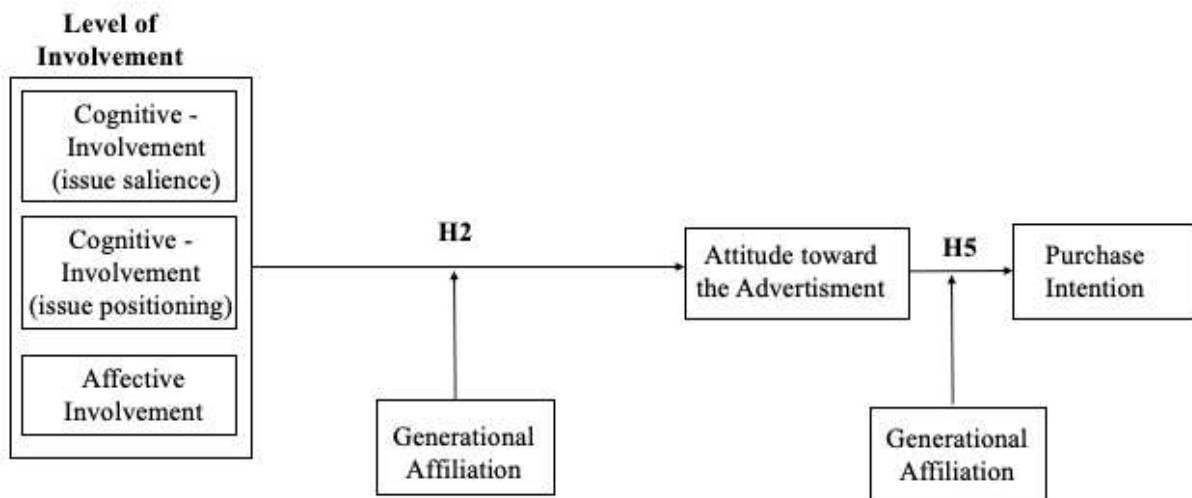 Level of
Involvement
Cognitive -
Involvement
(issue salience)
Cognitive -
Involvement
(issue positioning)
Affective
Involvement
H2
Generational
Affiliation
Attitude toward
the Advertisment
H5
Generational
Affiliation
Purchase
Intention